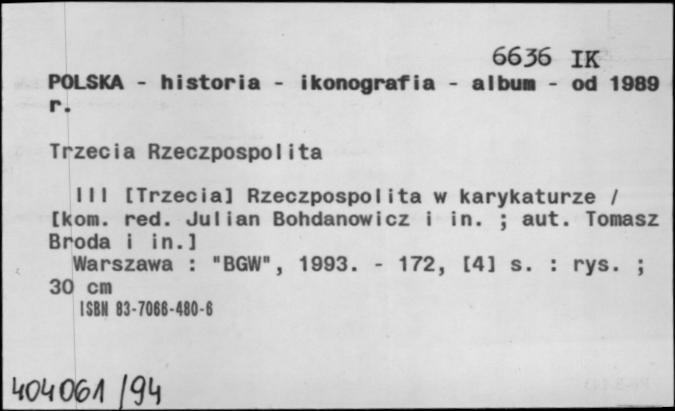 6636 IK
POLSKA - historia - ikonografia - album - od 1989
r.
Trzecia Rzeczpospolita
III [Trzecia] Rzeczpospolita w karykaturze /
[kom. red. Julian Bohdanowicz i in. ; aut. Tomasz
Broda i in.]
Warszawa : "BGW", 1993. - 172, [4] s. : rys. ;
30 cm
ISBN 83-7066-480-6
404061/94